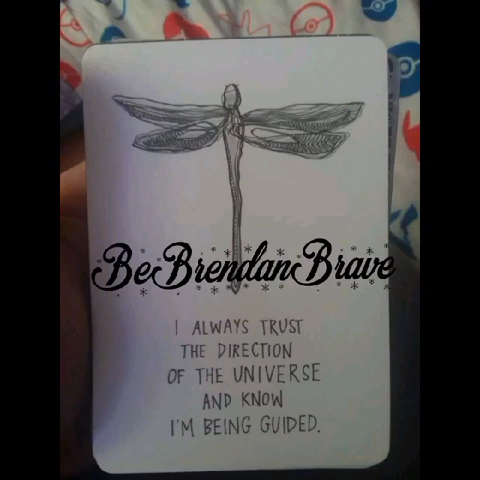 BeBrendanBrave
I ALWAYS TRUST
THE DIRECTION
OF THE UNIVERSE
AND KNOW
I'M BEING GUIDED.